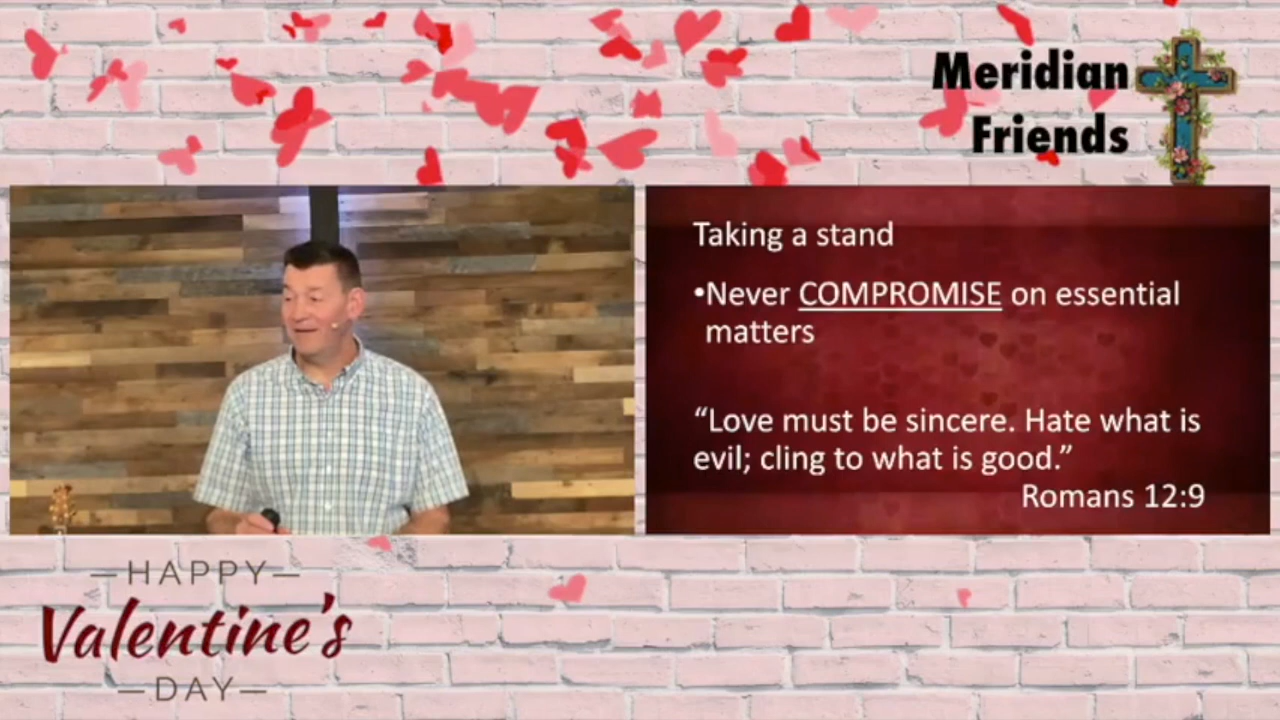 Meridian
Friends
Taking a stand
•Never COMPROMISE on essential
matters
“Love must be sincere. Hate what is
evil; cling to what is good.”
Romans 12:9
—HAPPY—
Valentine's
—DAY—